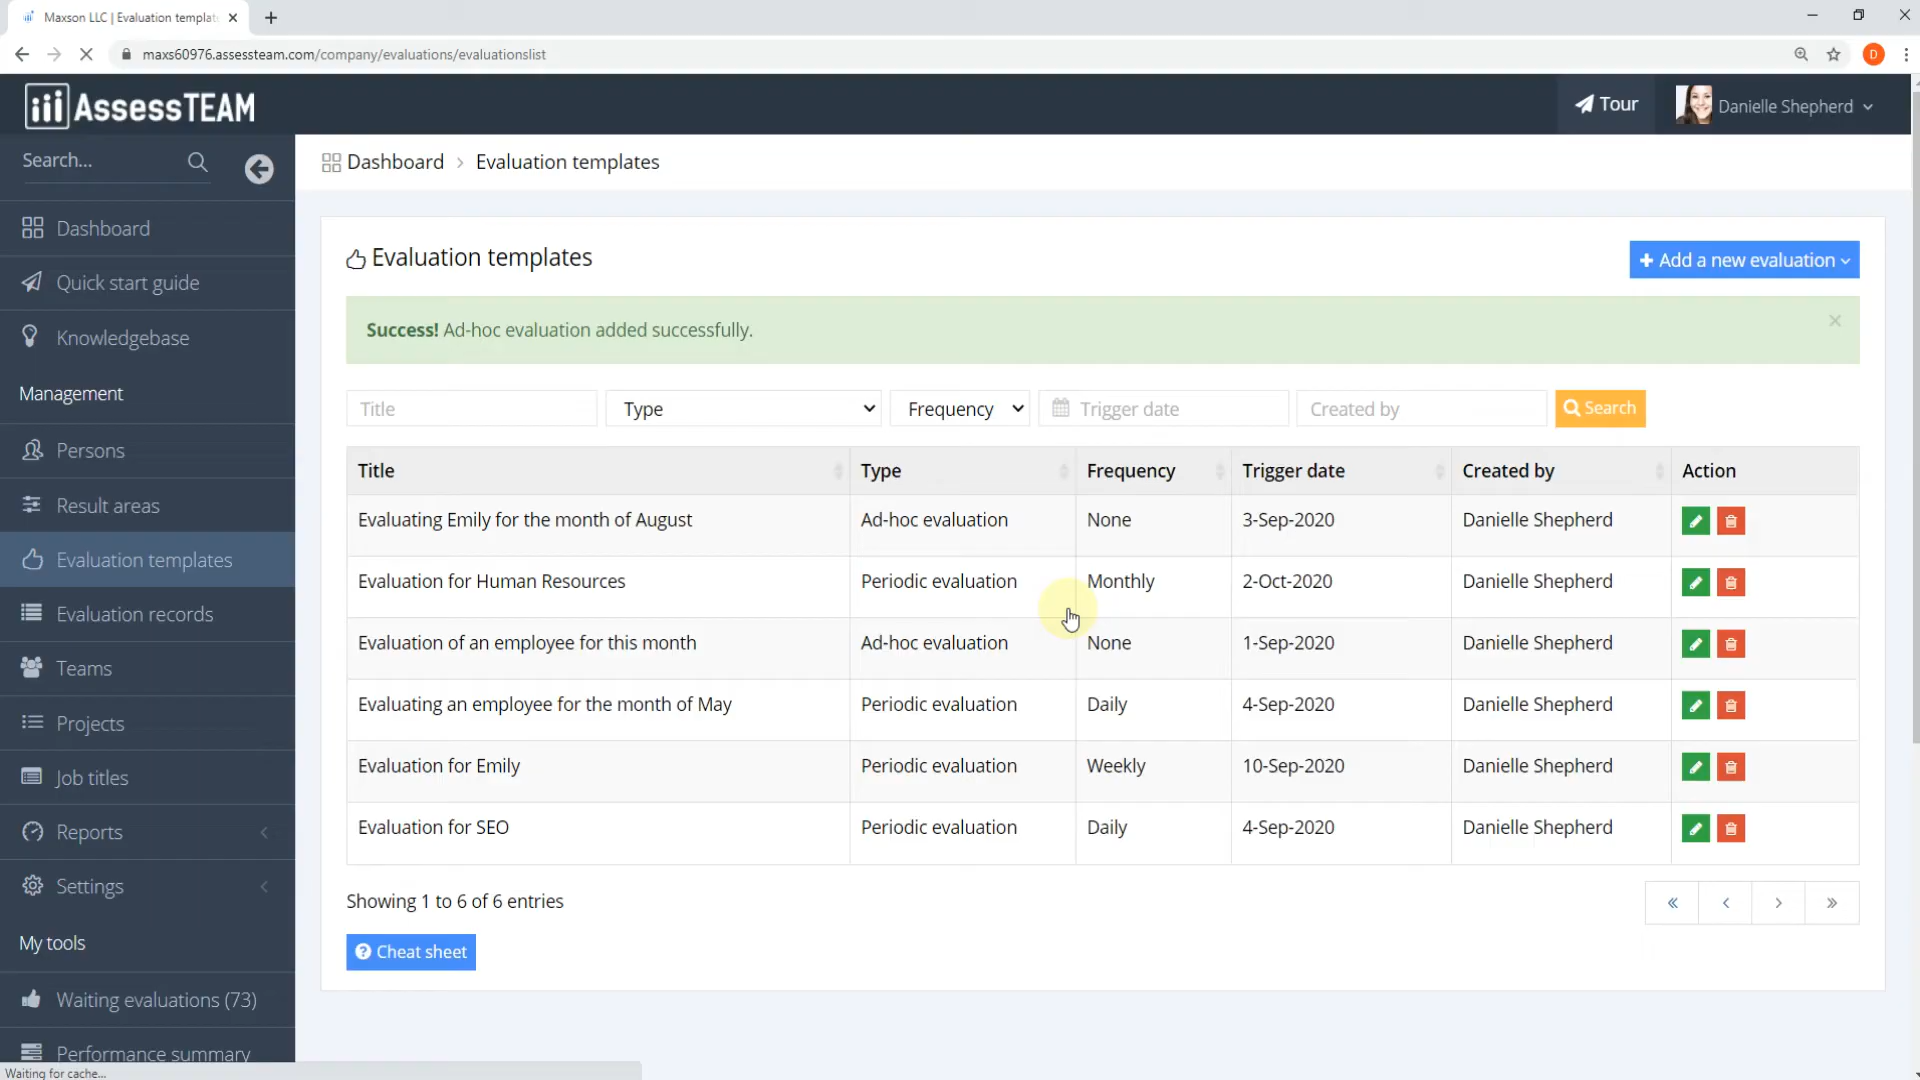 Maxson LLC | Evaluation templat
maxs60976.assessteam.com/company/evaluations/evaluationslist
D
AssessTEAM
Tour
Danielle Shepherd
Search...
Dashboard > Evaluation templates
Dashboard
Quick start guide
Knowledgebase
Management
Persons
Result areas
Evaluation templates
Evaluation records
Teams
Projects
Job titles
Reports
Settings
My tools
Waiting evaluations (73)
Performance summary
Evaluation templates
+ Add a new evaluation
Success! Ad-hoc evaluation added successfully.
×
Title Type Frequency Trigger date Created by Search
Title Type Frequency Trigger date Created by Action
Evaluating Emily for the month of August Ad-hoc evaluation None 3-Sep-2020 Danielle Shepherd
Evaluation for Human Resources Periodic evaluation Monthly 2-Oct-2020 Danielle Shepherd
Evaluation of an employee for this month Ad-hoc evaluation None 1-Sep-2020 Danielle Shepherd
Evaluating an employee for the month of May Periodic evaluation Daily 4-Sep-2020 Danielle Shepherd
Evaluation for Emily Periodic evaluation Weekly 10-Sep-2020 Danielle Shepherd
Evaluation for SEO Periodic evaluation Daily 4-Sep-2020 Danielle Shepherd
Showing 1 to 6 of 6 entries
« ‹ › »
Cheat sheet
Waiting for cache...